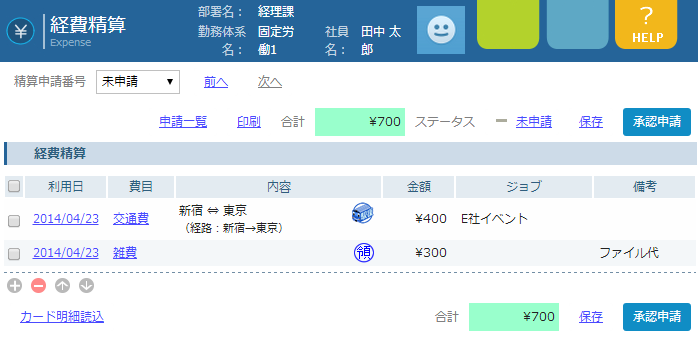 経費精算
Expense
部署名： 経理課
勤務体系名： 固定労働1
社員名： 田中 太郎
?
HELP
精算申請番号 未申請 前へ 次へ
申請一覧 印刷 合計 ¥700 ステータス ー 未申請 保存 承認申請
経費精算
利用日 費目 内容 金額 ジョブ 備考
2014/04/23 交通費 新宿 ⇔ 東京 ¥400 E社イベント
（経路：新宿→東京）
2014/04/23 雑費 領 ¥300 ファイル代
カード明細読込 合計 ¥700 保存 承認申請